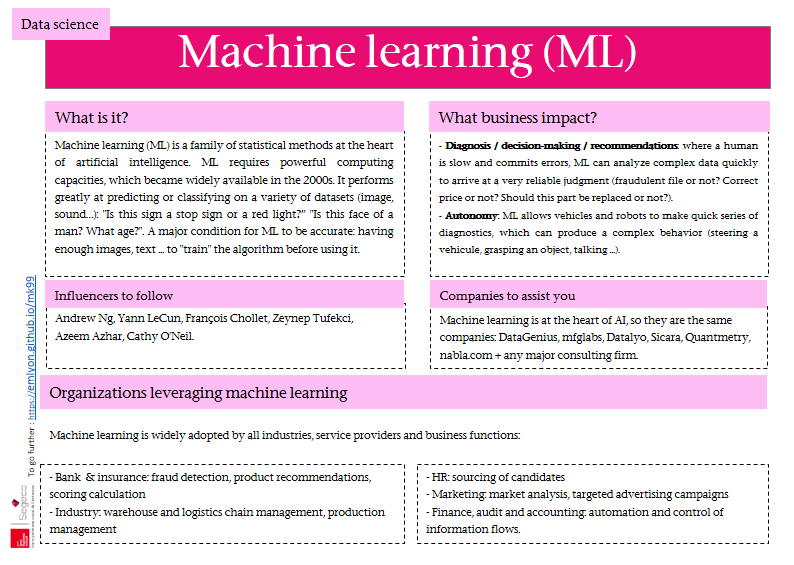 Data science
Machine learning (ML)
What is it?
Machine learning (ML) is a family of statistical methods at the heart
of artificial intelligence. ML requires powerful computing
capacities, which became widely available in the 2000s. It performs
greatly at predicting or classifying on a variety of datasets (image,
sound...): "Is this sign a stop sign or a red light?" "Is this face of a
man? What age?". A major condition for ML to be accurate: having
enough images, text ... to "train" the algorithm before using it.
What business impact?
- Diagnosis / decision-making / recommendations: where a human
is slow and commits errors, ML can analyze complex data quickly
to arrive at a very reliable judgment (fraudulent file or not? Correct
price or not? Should this part be replaced or not?).
- Autonomy: ML allows vehicles and robots to make quick series of
diagnostics, which can produce a complex behavior (steering a
vehicule, grasping an object, talking ...).
Influencers to follow
Andrew Ng, Yann LeCun, François Chollet, Zeynep Tufekci,
Azeem Azhar, Cathy O'Neil.
Companies to assist you
Machine learning is at the heart of AI, so they are the same
companies: DataGenius, mfglabs, Datalyo, Sicara, Quantmetry,
nabla.com + any major consulting firm.
Organizations leveraging machine learning
Machine learning is widely adopted by all industries, service providers and business functions:
- Bank & insurance: fraud detection, product recommendations,
scoring calculation
- Industry: warehouse and logistics chain management, production
management
- HR: sourcing of candidates
- Marketing: market analysis, targeted advertising campaigns
- Finance, audit and accounting: automation and control of
information flows.
To go further : https://emlyon.github.io/mk99
Segeco